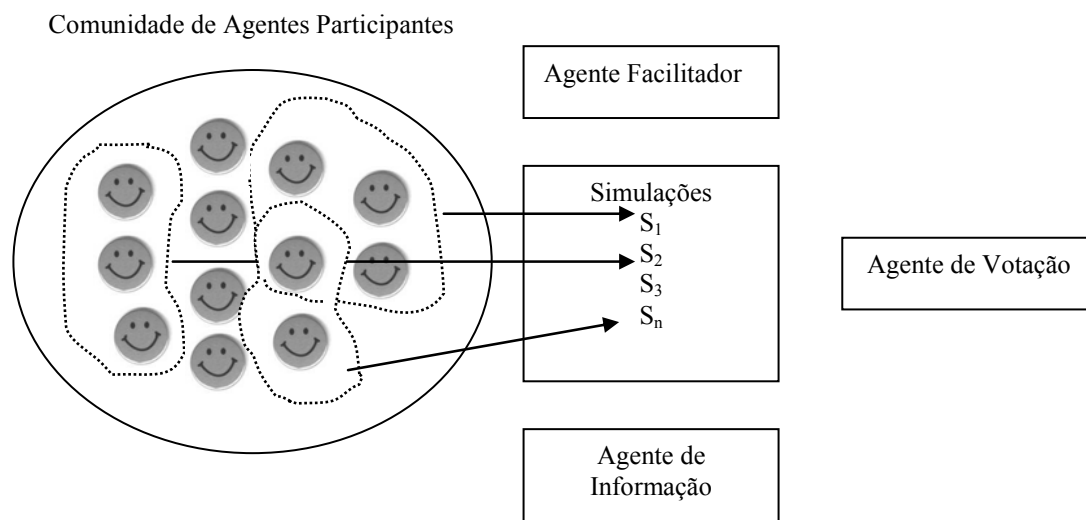 Comunidade de Agentes Participantes
Agente Facilitador
Simulações
S1
S2
S3
Sn
Agente de Votação
Agente de
Informação